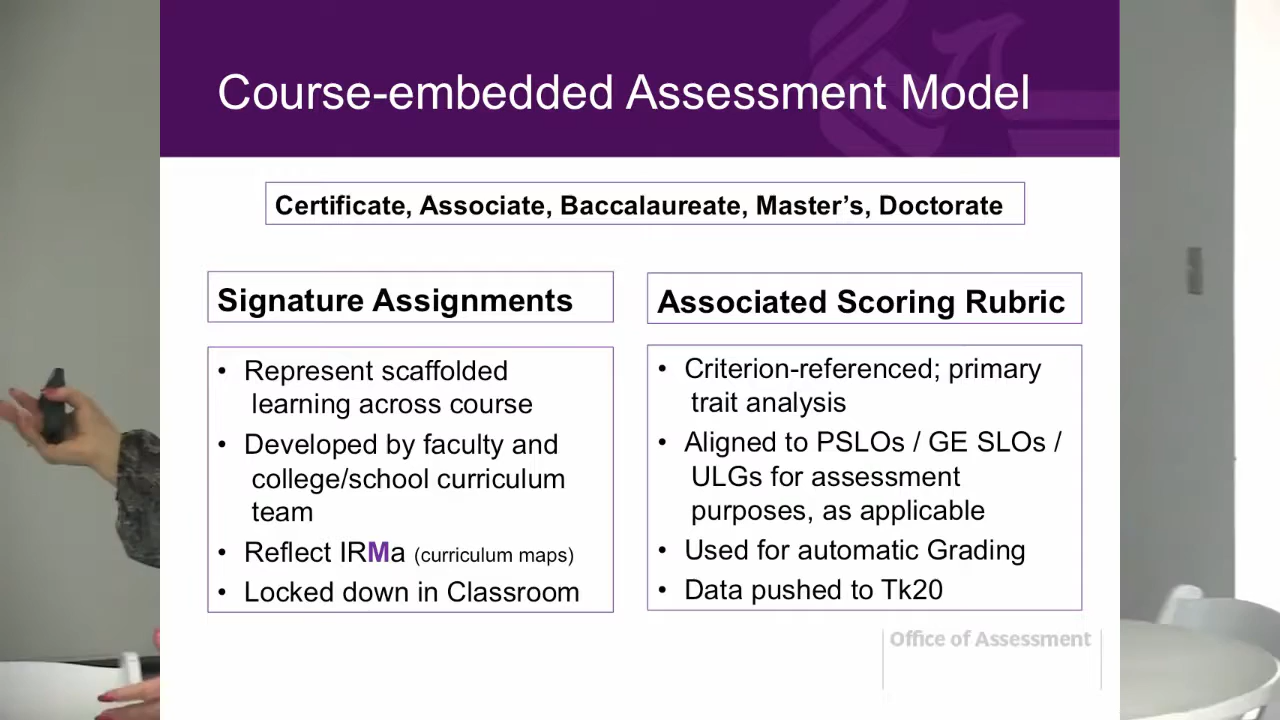 Course-embedded Assessment Model
Certificate, Associate, Baccalaureate, Master’s, Doctorate
Signature Assignments
• Represent scaffolded
learning across course
• Developed by faculty and
college/school curriculum
team
• Reflect IRMa (curriculum maps)
• Locked down in Classroom
Associated Scoring Rubric
• Criterion-referenced; primary
trait analysis
• Aligned to PSLOs / GE SLOs /
ULGs for assessment
purposes, as applicable
• Used for automatic Grading
• Data pushed to Tk20
Office of Assessment